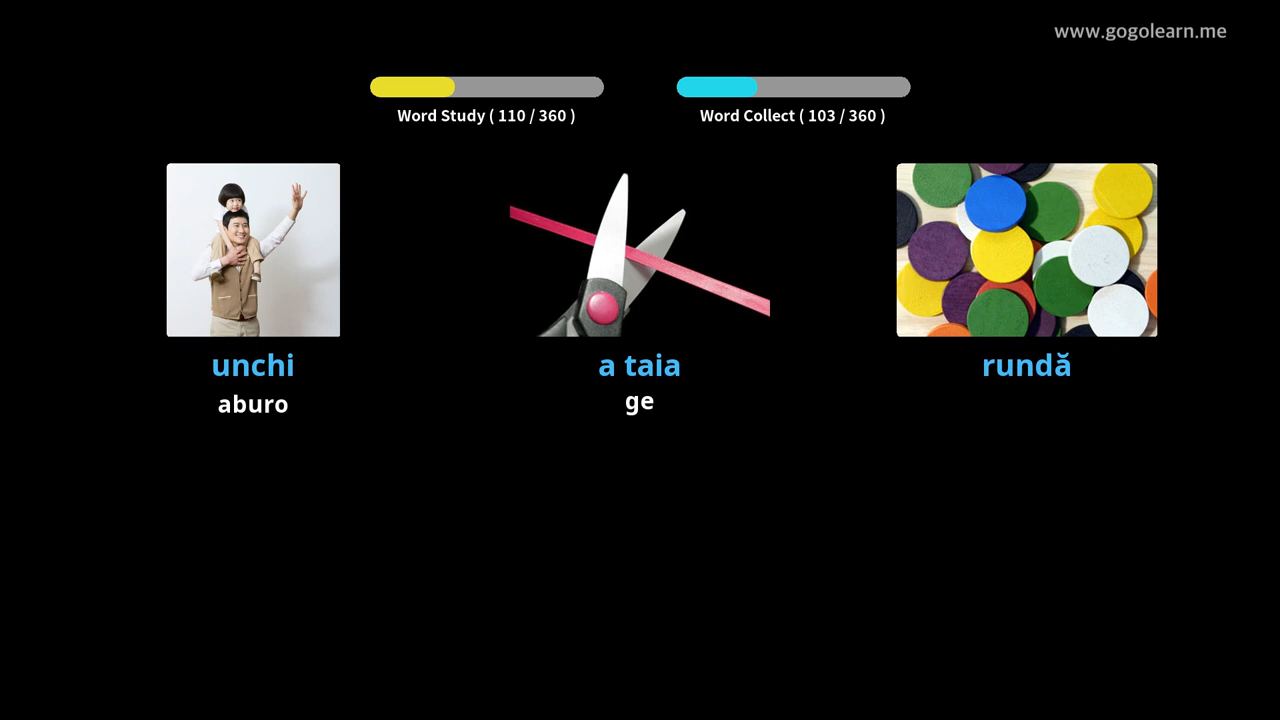 www.gogolearn.me
Word Study ( 110 / 360 )
Word Collect ( 103 / 360 )
unchi
aburo
a taia
ge
rundă